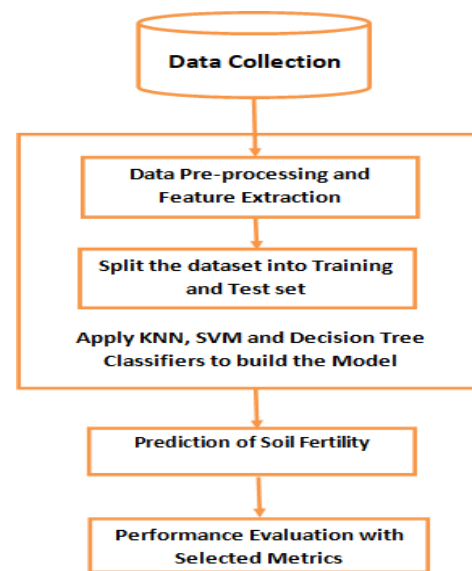 Data Collection
Data Pre-processing and
Feature Extraction
Split the dataset into Training
and Test set
Apply KNN, SVM and Decision Tree
Classifiers to build the Model
Prediction of Soil Fertility
Performance Evaluation with
Selected Metrics